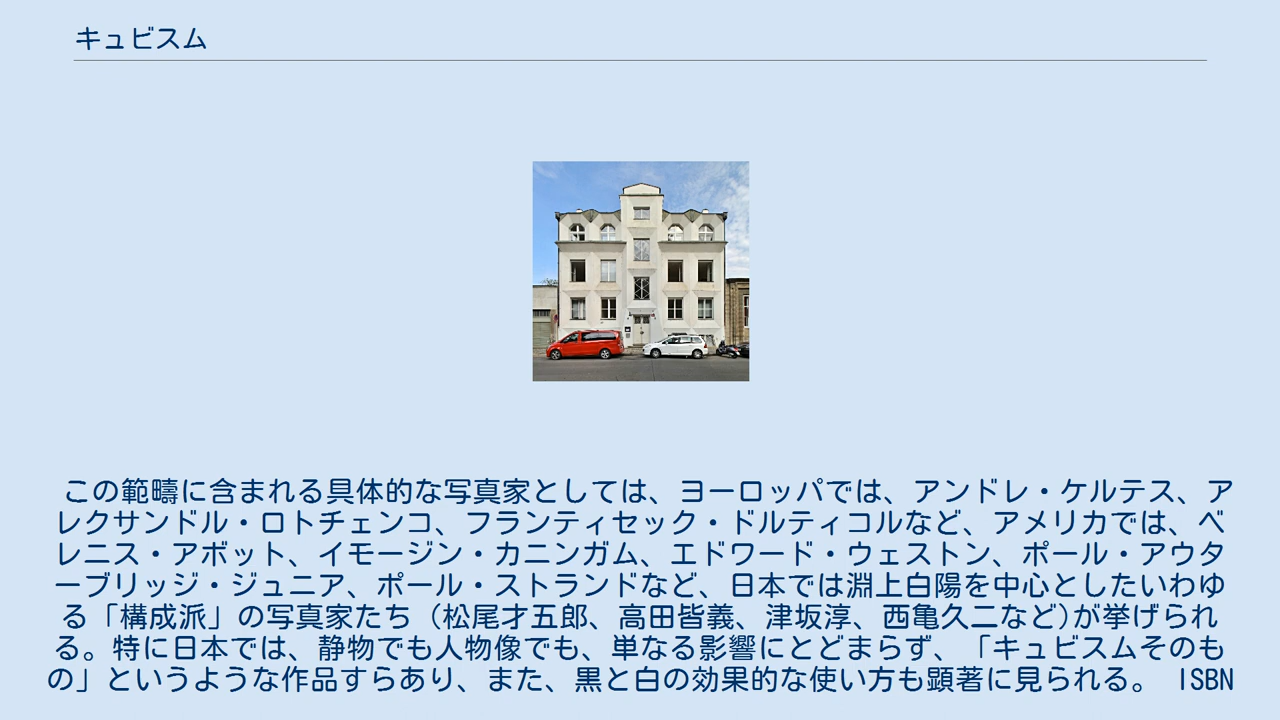 キュビスム
この範疇に含まれる具体的な写真家としては、ヨーロッパでは、アンドレ・ケルテス、ア
レクサンドル・ロトチェンコ、フランティセック・ドルティコルなど、アメリカでは、ベ
レニス・アボット、イモージン・カニンガム、エドワード・ウェストン、ポール・アウタ
ーブリッジ・ジュニア、ポール・ストランドなど、日本では淵上白陽を中心としたいわゆ
る「構成派」の写真家たち（松尾才五郎、高田皆義、津坂淳、西亀久二など)が挙げられ
る。特に日本では、静物でも人物像でも、単なる影響にとどまらず、「キュビスムそのも
の」というような作品すらあり、また、黒と白の効果的な使い方も顕著に見られる。 ISBN